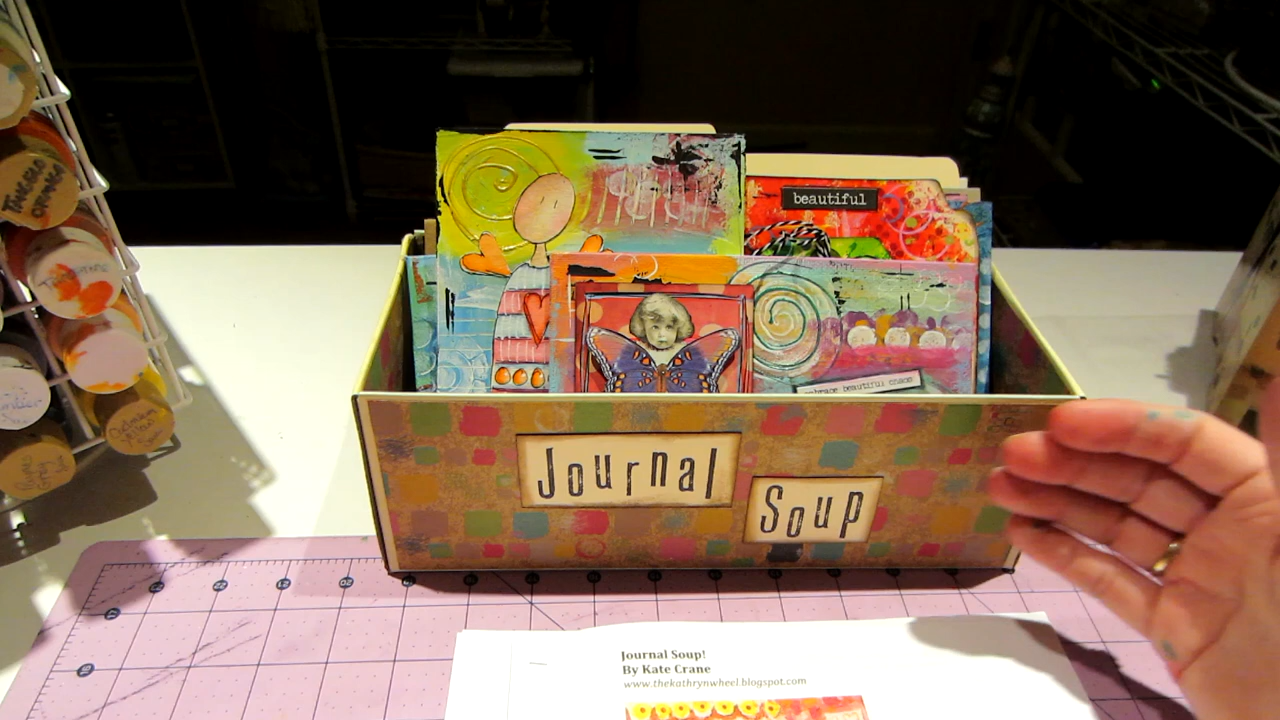 beautiful
embrace beautiful chaos
Journal
Soup
Journal Soup!
By Kate Crane
www.thekathrynwheel.blogspot.com